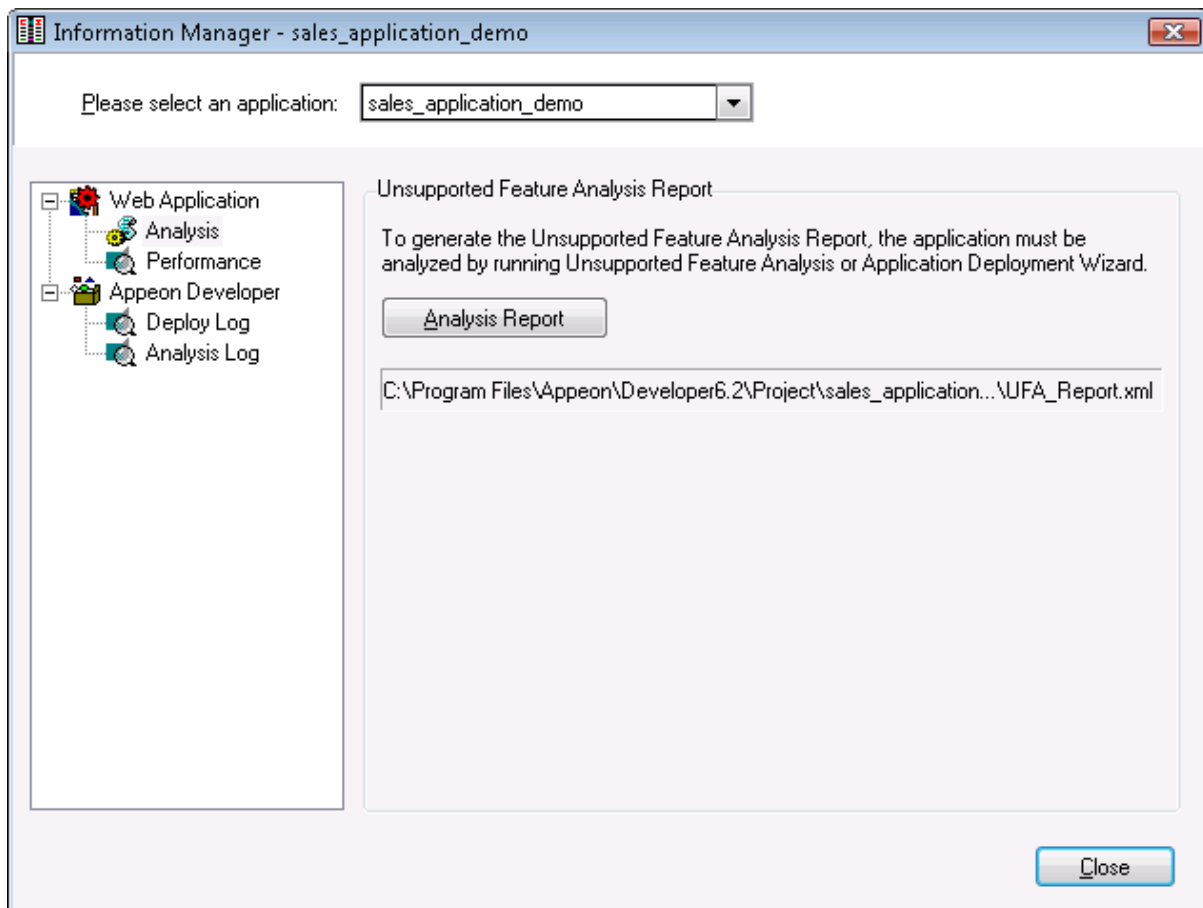 Information Manager - sales_application_demo
Please select an application: sales_application_demo
Web Application
Analysis
Performance
Appeon Developer
Deploy Log
Analysis Log
Unsupported Feature Analysis Report
To generate the Unsupported Feature Analysis Report, the application must be
analyzed by running Unsupported Feature Analysis or Application Deployment Wizard.
Analysis Report
C:\Program Files\Appeon\Developer6.2\Project\sales_application...\UFA_Report.xml
Close